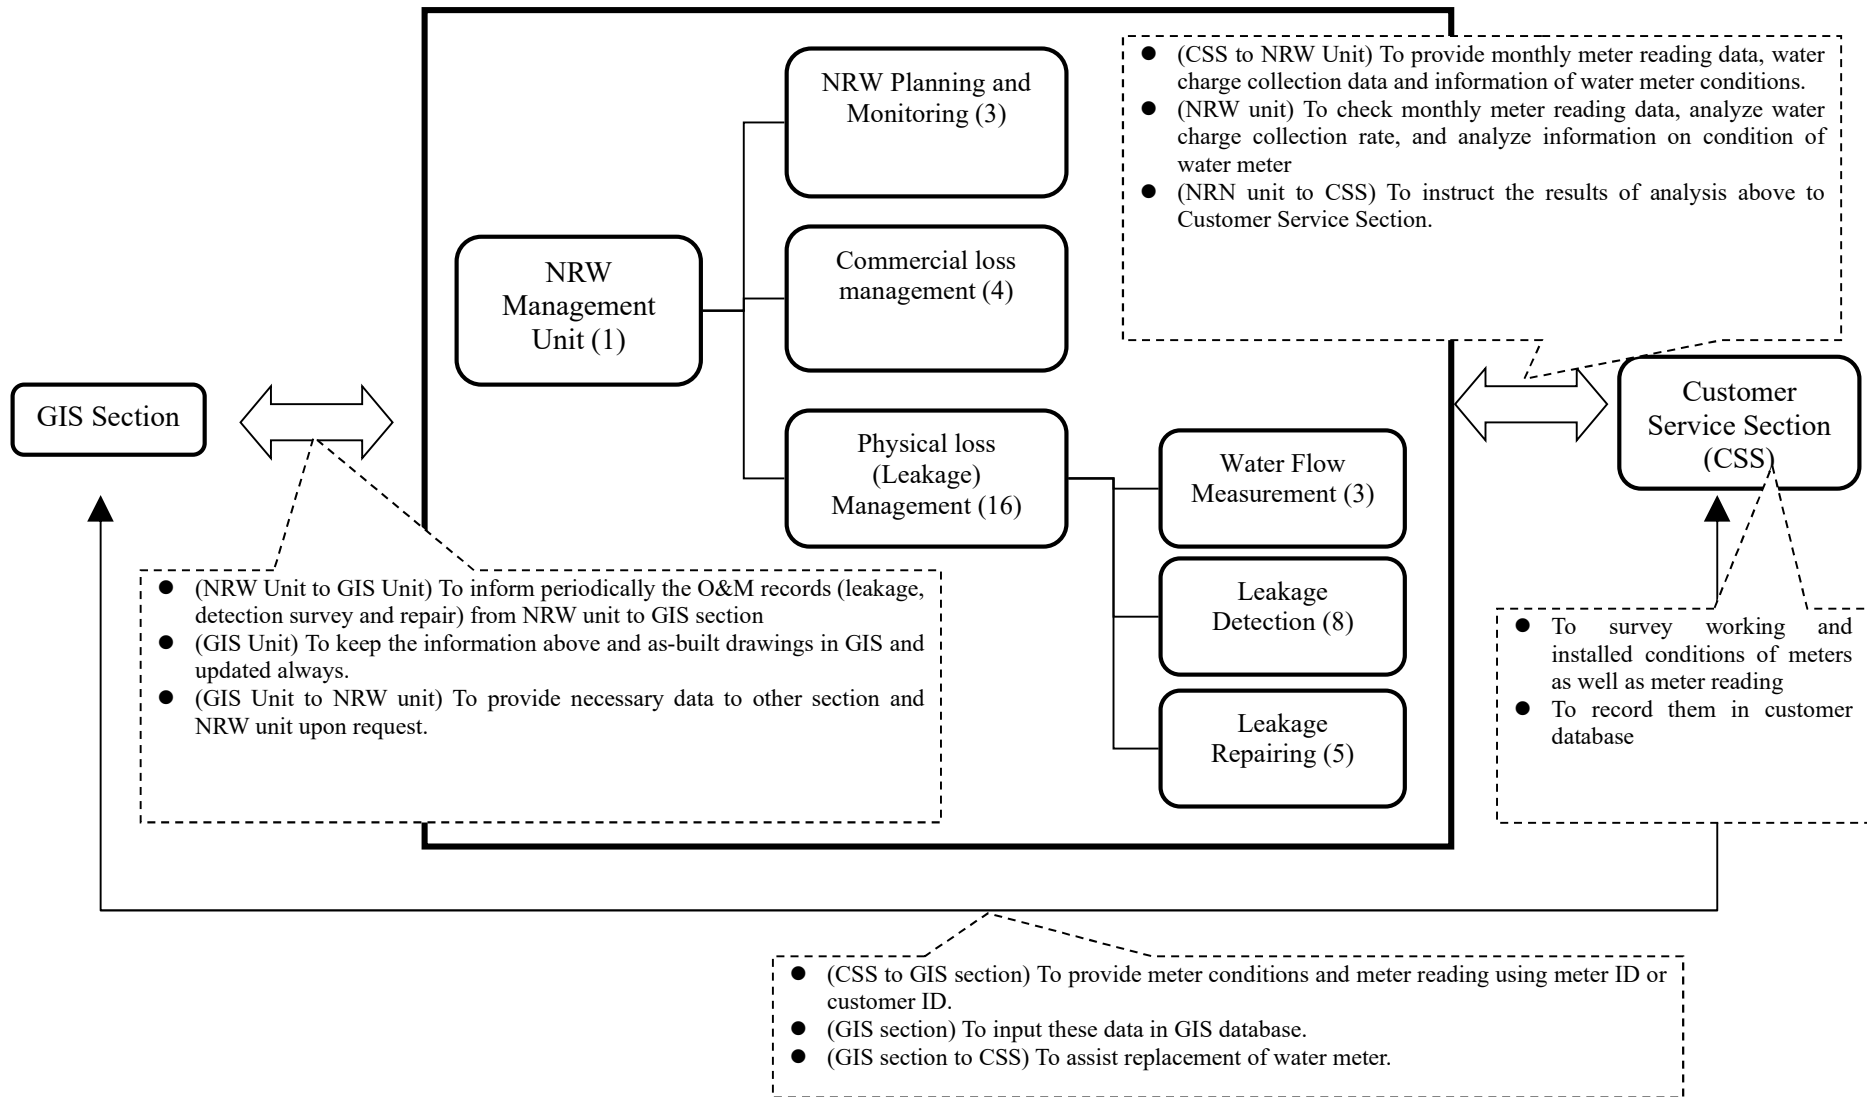 NRW Planning and
Monitoring (3)
● (CSS to NRW Unit) To provide monthly meter reading data, water
charge collection data and information of water meter conditions.
● (NRW unit) To check monthly meter reading data, analyze water
charge collection rate, and analyze information on condition of
water meter
● (NRN unit to CSS) To instruct the results of analysis above to
Customer Service Section.
NRW
Management
Unit (1)
Commercial loss
management (4)
GIS Section
Customer
Service Section
(CSS)
Physical loss
(Leakage)
Management (16)
Water Flow
Measurement (3)
Leakage
Detection (8)
Leakage
Repairing (5)
● (NRW Unit to GIS Unit) To inform periodically the O&M records (leakage,
detection survey and repair) from NRW unit to GIS section
● (GIS Unit) To keep the information above and as-built drawings in GIS and
updated always.
● (GIS Unit to NRW unit) To provide necessary data to other section and
NRW unit upon request.
● To survey working and
installed conditions of meters
as well as meter reading
● To record them in customer
database
● (CSS to GIS section) To provide meter conditions and meter reading using meter ID or
customer ID.
● (GIS section) To input these data in GIS database.
● (GIS section to CSS) To assist replacement of water meter.